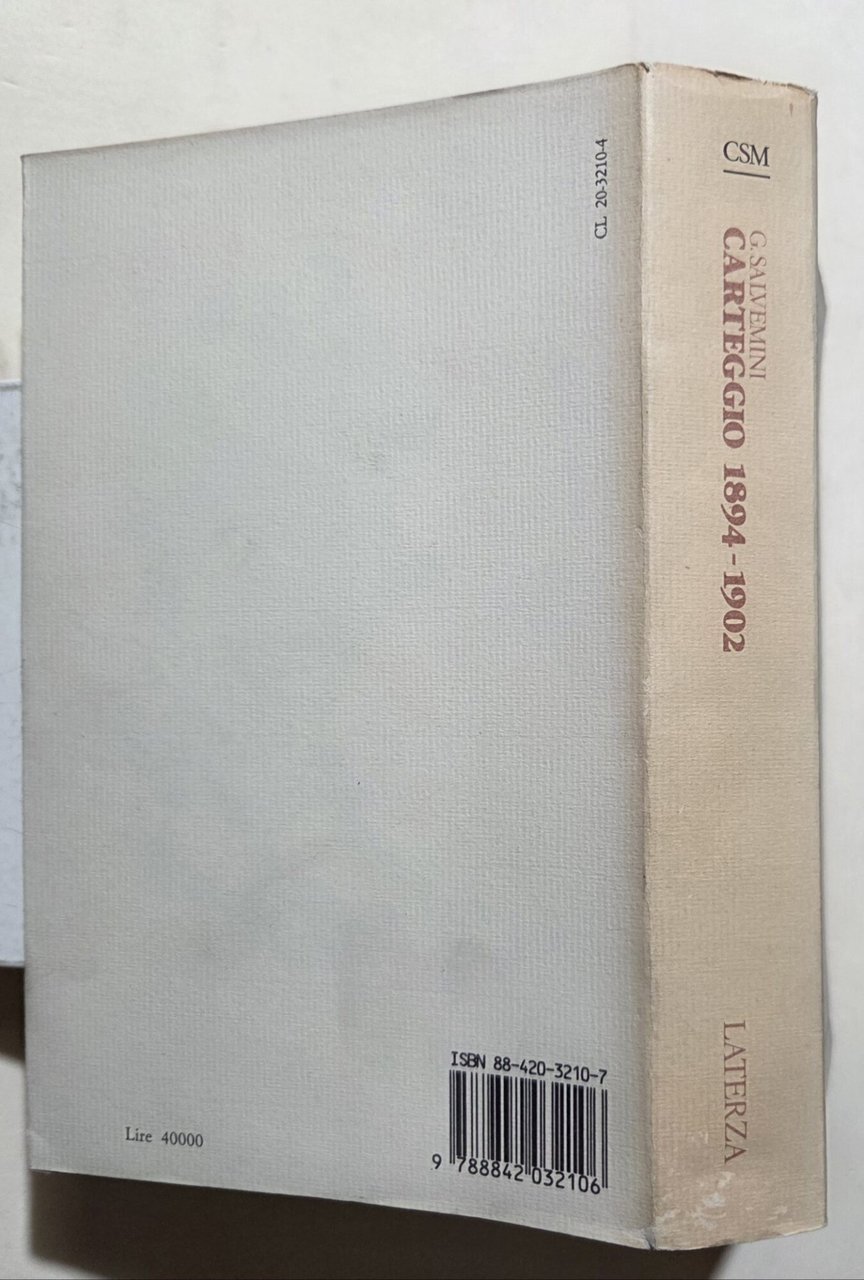 CL 20-3210-4
ISBN 88-420-3210-7
9 788842 032106
Lire 40000
CSM
G. SALVEMINI
CARTEGGIO 1894-1902
LATERZA